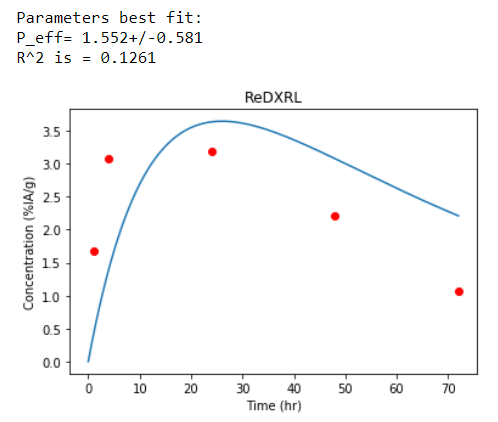 Parameters best fit:
P_eff= 1.552+/-0.581
R^2 is = 0.1261
ReDXRL
3.5
3.0
2.5
2.0
1.5
1.0
0.5
0.0
Concentration (%IA/g)
0 10 20 30 40 50 60 70
Time (hr)